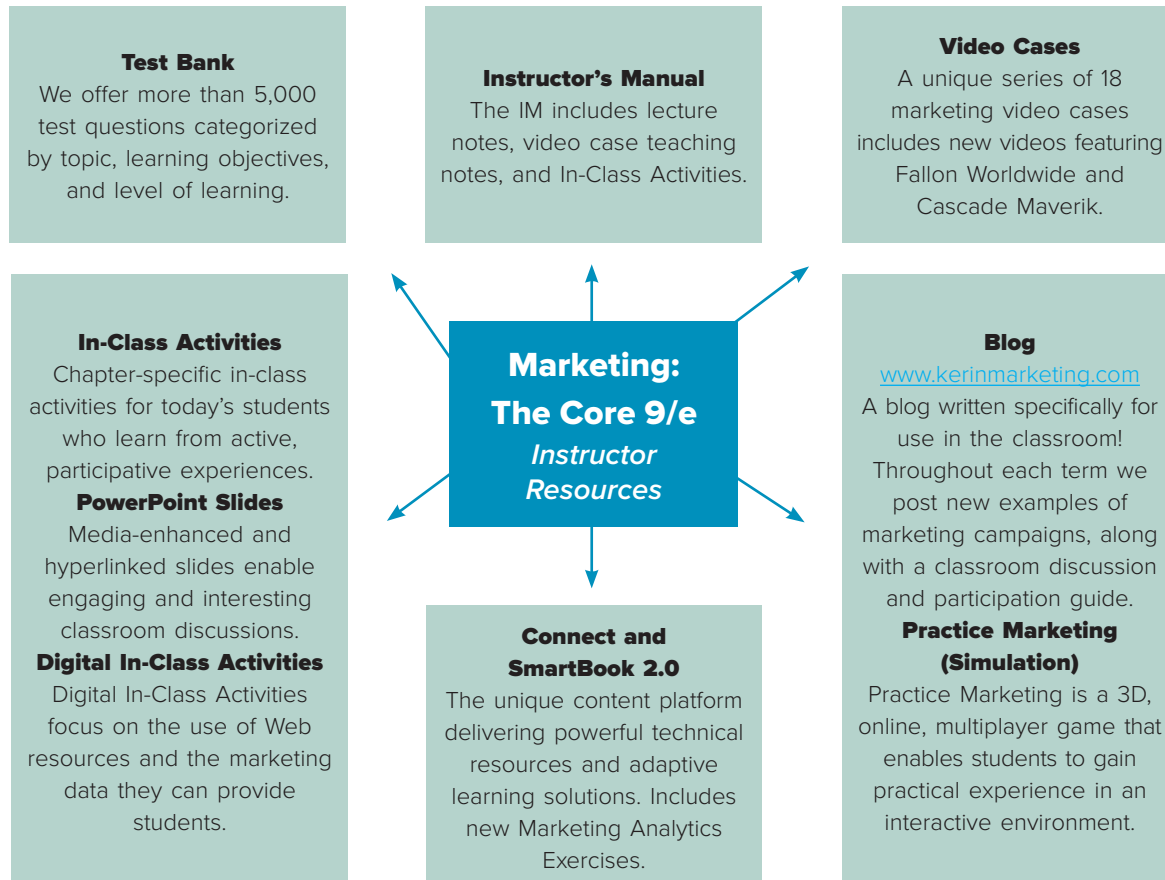 Test Bank
We offer more than 5,000
test questions categorized
by topic, learning objectives,
and level of learning.
Instructor’s Manual
The IM includes lecture
notes, video case teaching
notes, and In-Class Activities.
Video Cases
A unique series of 18
marketing video cases
includes new videos featuring
Fallon Worldwide and
Cascade Maverik.
In-Class Activities
Chapter-specific in-class
activities for today’s students
who learn from active,
participative experiences.
PowerPoint Slides
Media-enhanced and
hyperlinked slides enable
engaging and interesting
classroom discussions.
Digital In-Class Activities
Digital In-Class Activities
focus on the use of Web
resources and the marketing
data they can provide
students.
Marketing:
The Core 9/e
Instructor
Resources
Connect and
SmartBook 2.0
The unique content platform
delivering powerful technical
resources and adaptive
learning solutions. Includes
new Marketing Analytics
Exercises.
Blog
www.kerinmarketing.com
A blog written specifically for
use in the classroom!
Throughout each term we
post new examples of
marketing campaigns, along
with a classroom discussion
and participation guide.
Practice Marketing
(Simulation)
Practice Marketing is a 3D,
online, multiplayer game that
enables students to gain
practical experience in an
interactive environment.